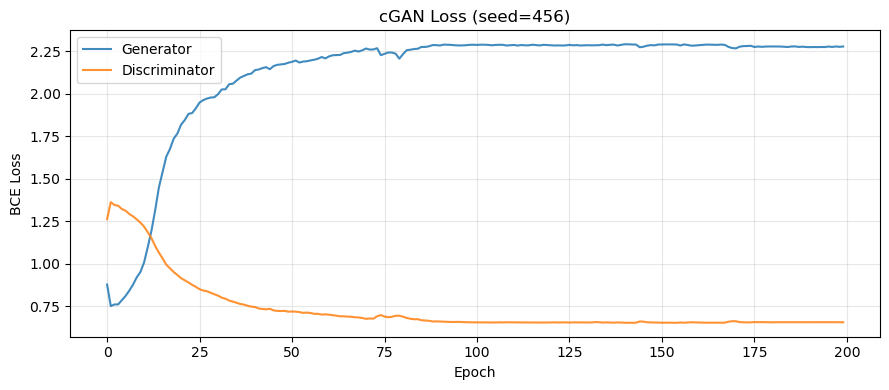 cGAN Loss (seed=456)
Generator
Discriminator
BCE Loss
2.25
2.00
1.75
1.50
1.25
1.00
0.75
0 25 50 75 100 125 150 175 200
Epoch